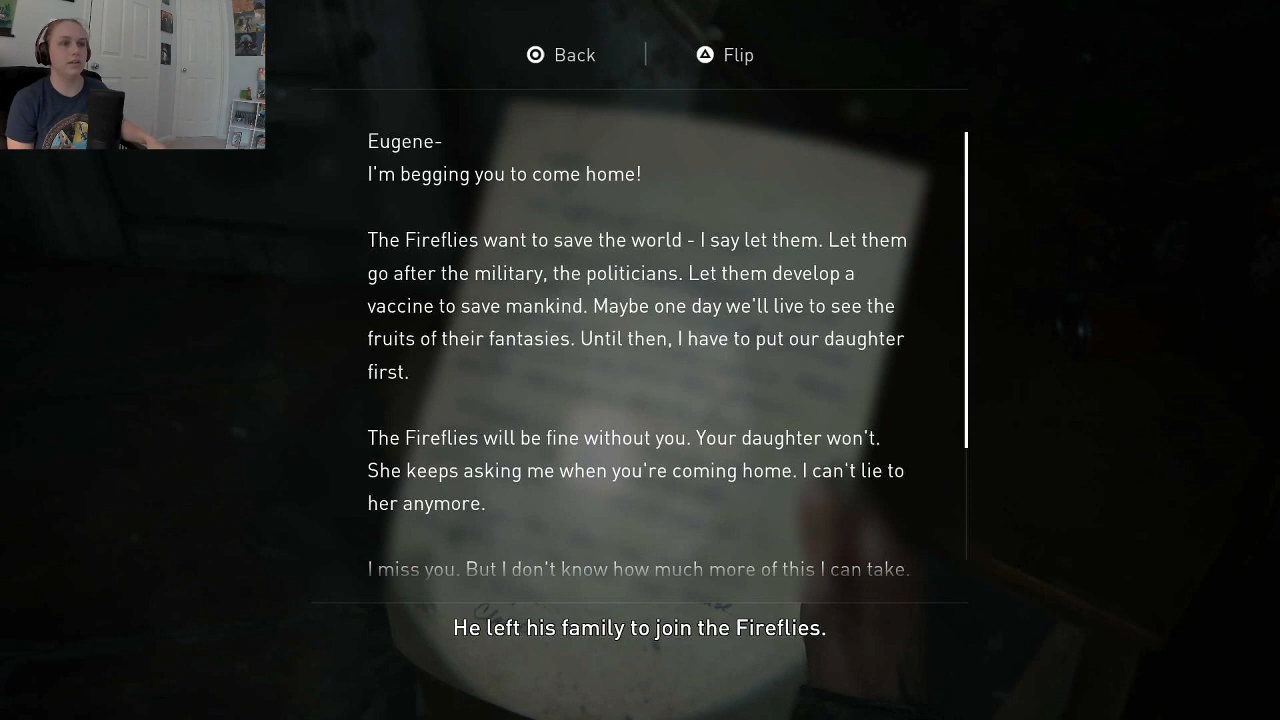 Back
Flip
Eugene-
I'm begging you to come home!
The Fireflies want to save the world - I say let them. Let them
go after the military, the politicians. Let them develop a
vaccine to save mankind. Maybe one day we'll live to see the
fruits of their fantasies. Until then, I have to put our daughter
first.
The Fireflies will be fine without you. Your daughter won't.
She keeps asking me when you're coming home. I can't lie to
her anymore.
I miss you. But I don't know how much more of this I can take.
He left his family to join the Fireflies.